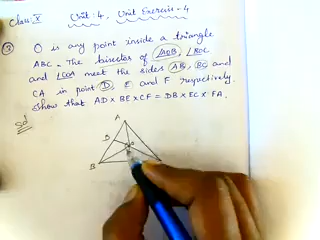 Class: X Unit: 4, Unit Exercise - 4
③ O is any point inside a triangle
ABC. The bisector of ∠AOB, ∠BOC
and ∠COA meet the sides AB, BC and
CA in point D, E and F repectively.
Show that AD × BE × CF = DB × EC × FA.
Sol
A
D
O
B